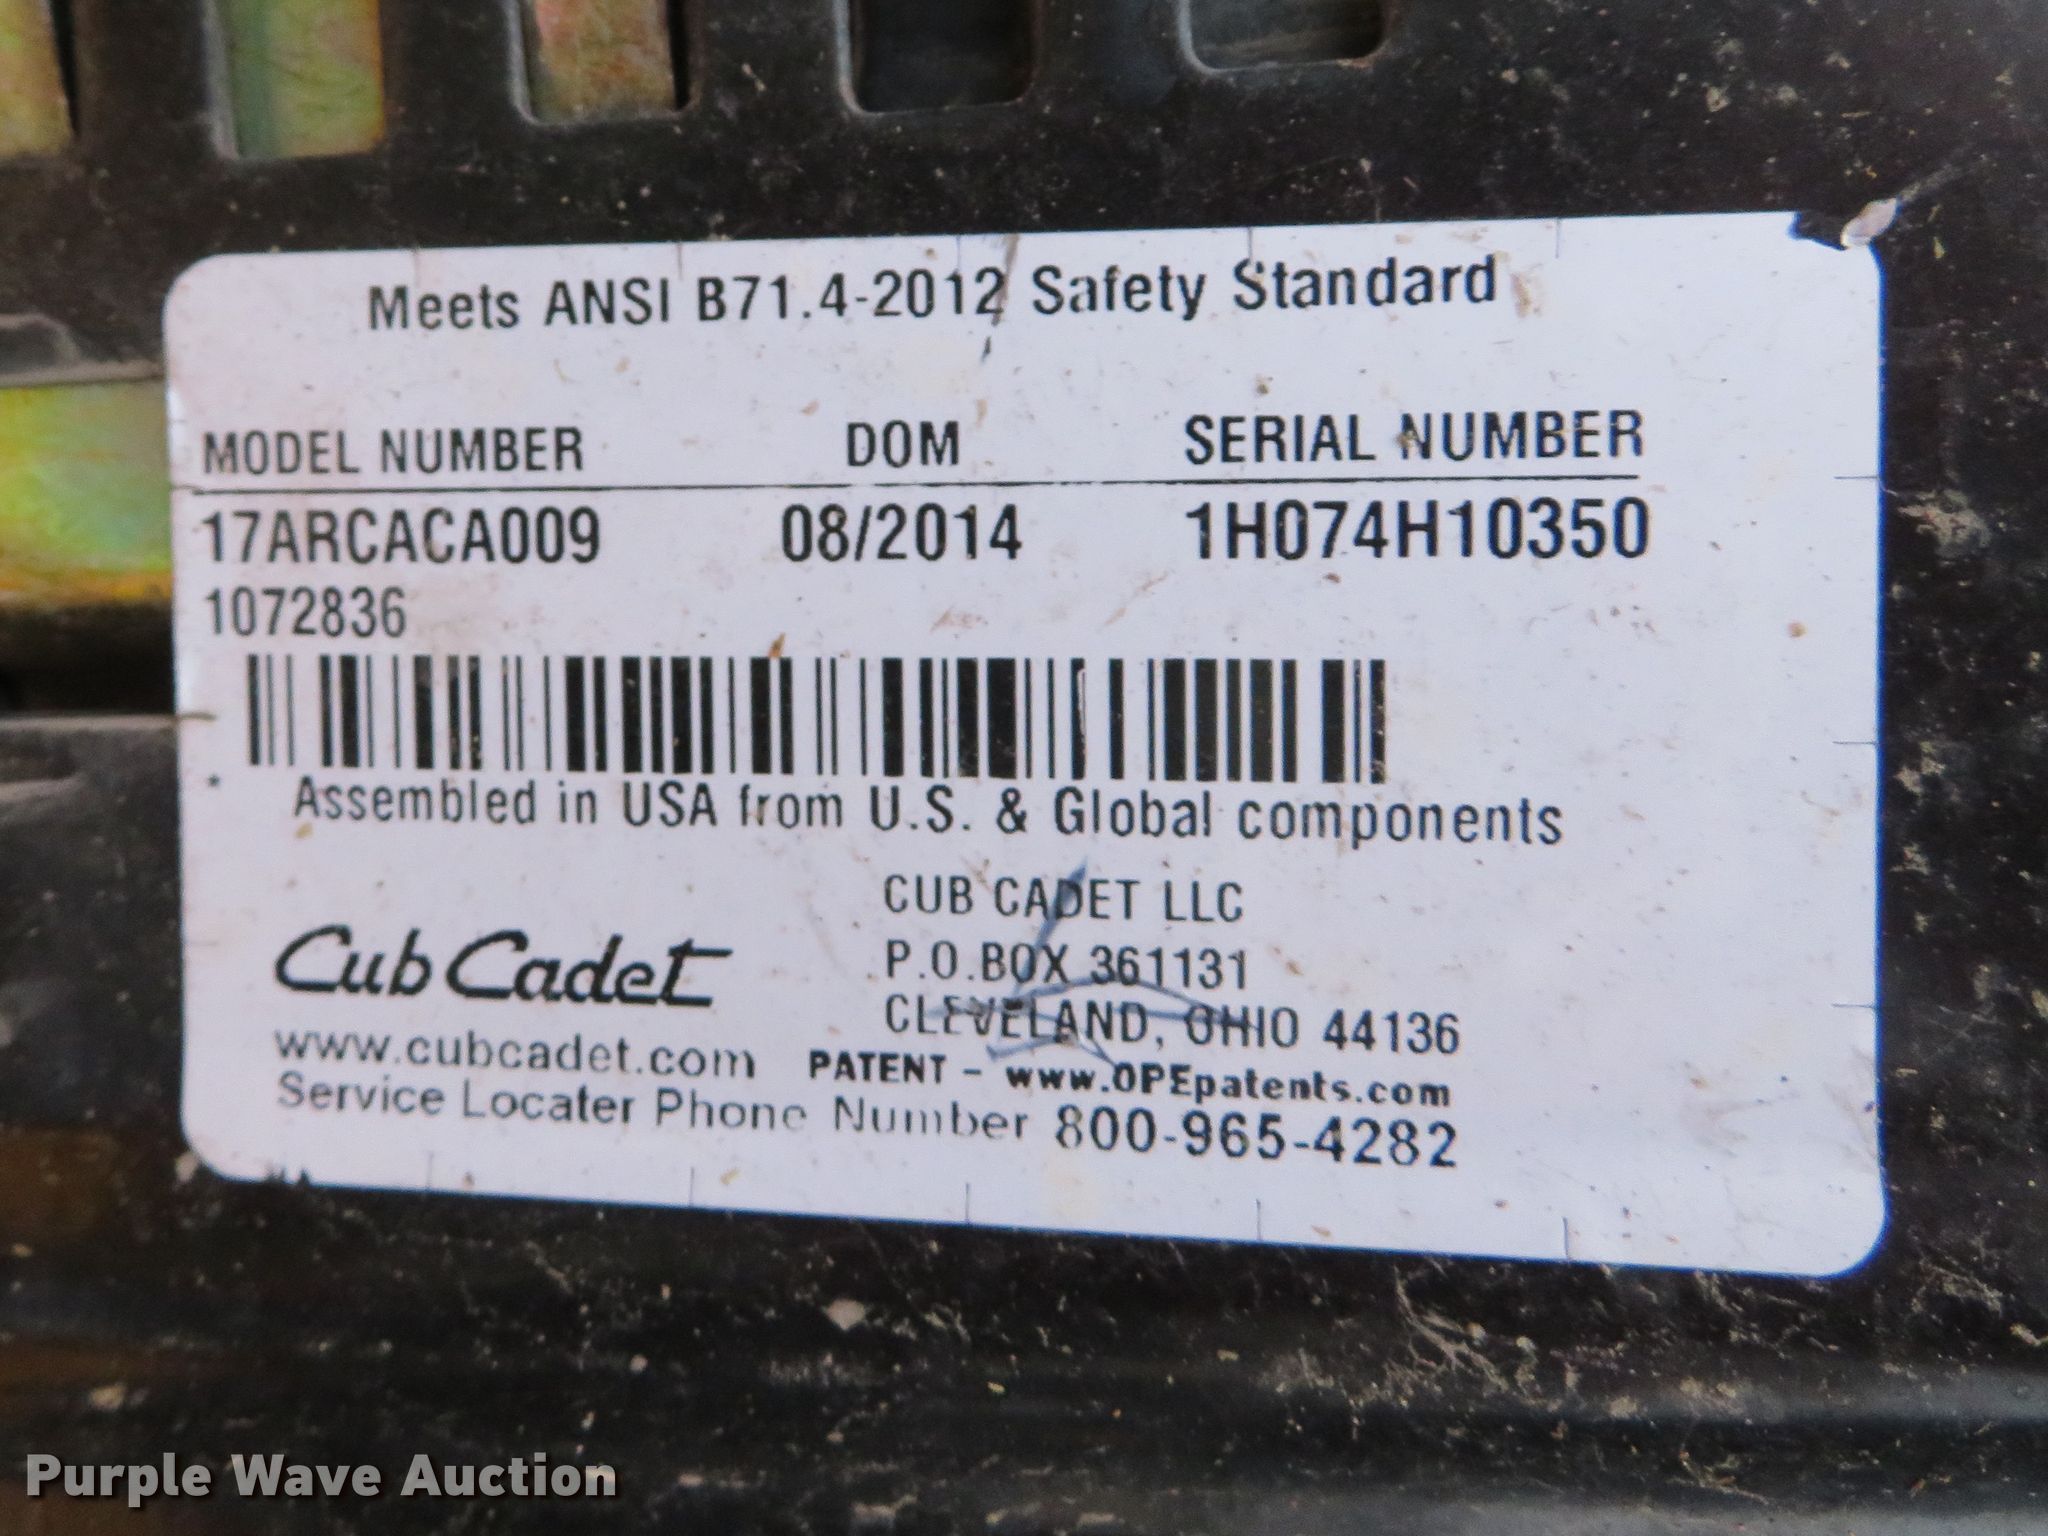 Meets ANSI B71.4-2012 Safety Standard
MODEL NUMBER DOM SERIAL NUMBER
17ARCACA009 08/2014 1H074H10350
1072836
* Assembled in USA from U.S. & Global components
CUB CADET LLC
P.O.BOX 361131
CLEVELAND, OHIO 44136
Cub Cadet
www.cubcadet.com PATENT - www.OPEpatents.com
Service Locater Phone Number 800-965-4282
Purple Wave Auction